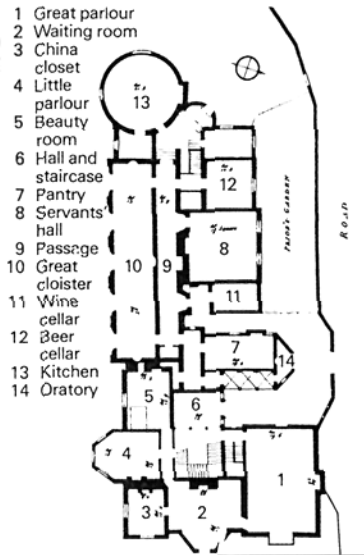 1 Great parlour
2 Waiting room
3 China
closet
4 Little
parlour
5 Beauty
room
6 Hall and
staircase
7 Pantry
8 Servants'
hall
9 Passage
10 Great
cloister
11 Wine
cellar
12 Beer
cellar
13 Kitchen
14 Oratory
13
12
8
10
9
11
7
14
5
6
4
1
3
2
PRIOR'S GARDEN
ROAD